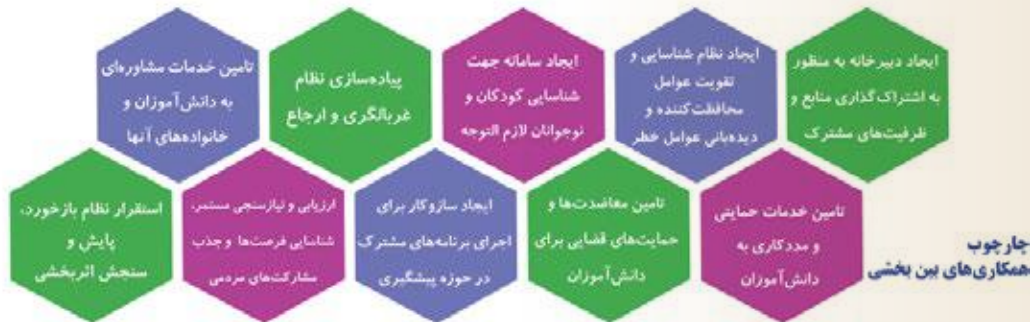 ایجاد دبیرخانه به منظور
به اشتراک گذاری منابع و
ظرفیت‌های مشترک
ایجاد نظام شناسایی و
تقویت عوامل
محافظت‌کننده و
دیده‌بانی عوامل خطر
ایجاد سامانه جهت
شناسایی کودکان و
نوجوانان لازم التوجه
پیاده‌سازی نظام
غربالگری و ارجاع
تامین خدمات مشاوره‌ای
به دانش‌آموزان و
خانواده‌های آنها
تامین خدمات حمایتی
و مددکاری به
دانش‌آموزان
تامین معاضدت‌ها و
حمایت‌های قضایی برای
دانش‌آموزان
ایجاد سازوکار برای
اجرای برنامه‌های مشترک
در حوزه پیشگیری
ارزیابی و نیازسنجی مستمر،
شناسایی فرصت‌ها و جذب
مشارکت‌های مردمی
استقرار نظام بازخورد،
پایش و
سنجش اثربخشی
چارچوب
همکاری‌های بین بخشی